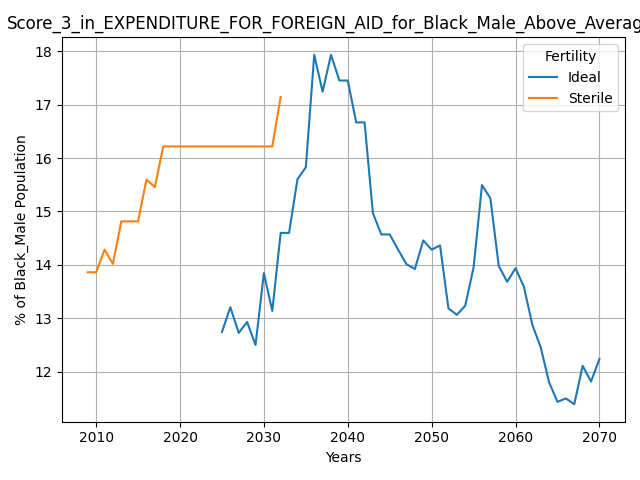 Score_3_in_EXPENDITURE_FOR_FOREIGN_AID_for_Black_Male_Above_Averag
Fertility
Ideal
Sterile
% of Black_Male Population
18
17
16
15
14
13
12
2010 2020 2030 2040 2050 2060 2070
Years